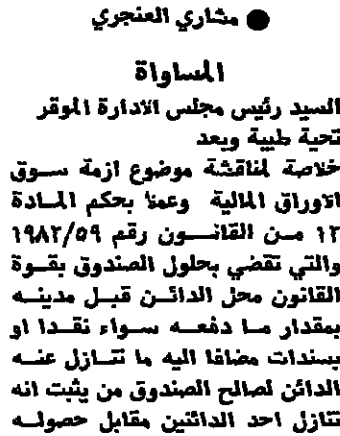 ● مشاري العنجري
المساواة
السيد رئيس مجلس الادارة الموقر
تحية طيبة وبعد
خلاصة لمناقشة موضوع ازمة سوق
الاوراق المالية وعملا بحكم المادة
١٢ من القانون رقم ١٩٨٢/٥٩
والتي تقضي بحلول الصندوق بقوة
القانون محل الدائن قبل مدينه
بمقدار ما دفعه سواء نقدا او
بسندات مضافا اليه ما تنازل عنه
الدائن لصالح الصندوق من يثبت انه
تنازل احد الدائنين مقابل حصوله